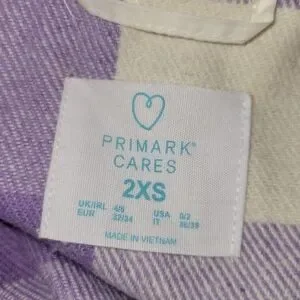 PRIMARK®
CARES
2XS
UK/IRL 4/6 USA 0/2
EUR 32/34 IT 36/38
MADE IN VIETNAM